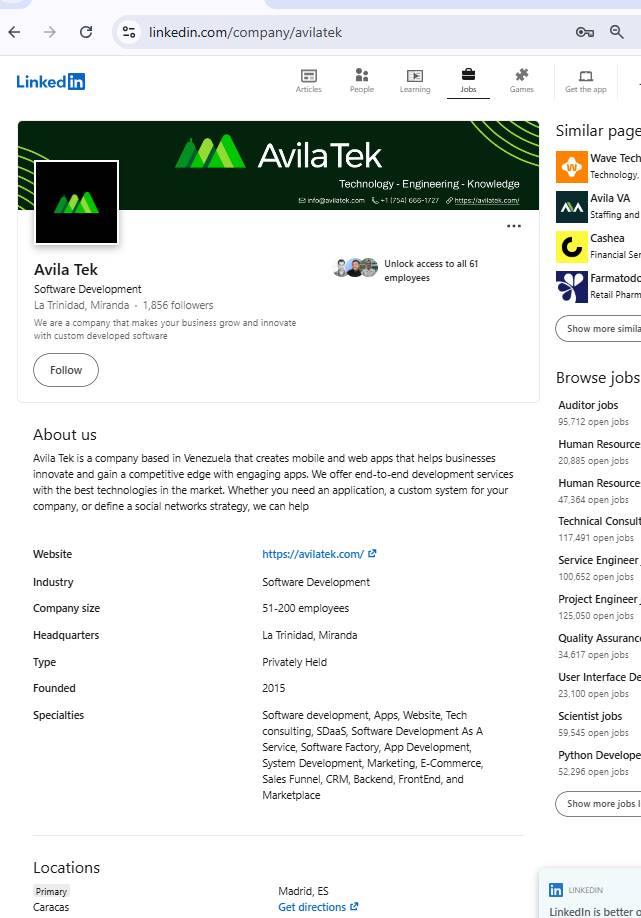 linkedin.com/company/avilatek
Linked in
Articles
People
Learning
Jobs
Games
Get the app
AvilaTek
Technology - Engineering - Knowledge
info@avilatek.com +1 (754) 666-1727 https://avilatek.com/
Avila Tek
Software Development
La Trinidad, Miranda · 1,856 followers
We are a company that makes your business grow and innovate
with custom developed software
Unlock access to all 61
employees
Follow
About us
Avila Tek is a company based in Venezuela that creates mobile and web apps that helps businesses
innovate and gain a competitive edge with engaging apps. We offer end-to-end development services
with the best technologies in the market. Whether you need an application, a custom system for your
company, or define a social networks strategy, we can help
Website
https://avilatek.com/
Industry
Software Development
Company size
51-200 employees
Headquarters
La Trinidad, Miranda
Type
Privately Held
Founded
2015
Specialties
Software development, Apps, Website, Tech
consulting, SDaaS, Software Development As A
Service, Software Factory, App Development,
System Development, Marketing, E-Commerce,
Sales Funnel, CRM, Backend, FrontEnd, and
Marketplace
Locations
Primary
Caracas
Madrid, ES
Get directions
Similar page
W
Wave Tech
Technology,
Avila VA
Staffing and
Cashea
Financial Ser
Farmatodo
Retail Pharm
Show more simila
Browse jobs
Auditor jobs
95,712 open jobs
Human Resource
20,885 open jobs
Human Resource
47,364 open jobs
Technical Consult
117,491 open jobs
Service Engineer
100,652 open jobs
Project Engineer
125,050 open jobs
Quality Assuranc
34,617 open jobs
User Interface De
23,100 open jobs
Scientist jobs
59,545 open jobs
Python Develope
52,296 open jobs
Show more jobs l
in LINKEDIN
LinkedIn is better o